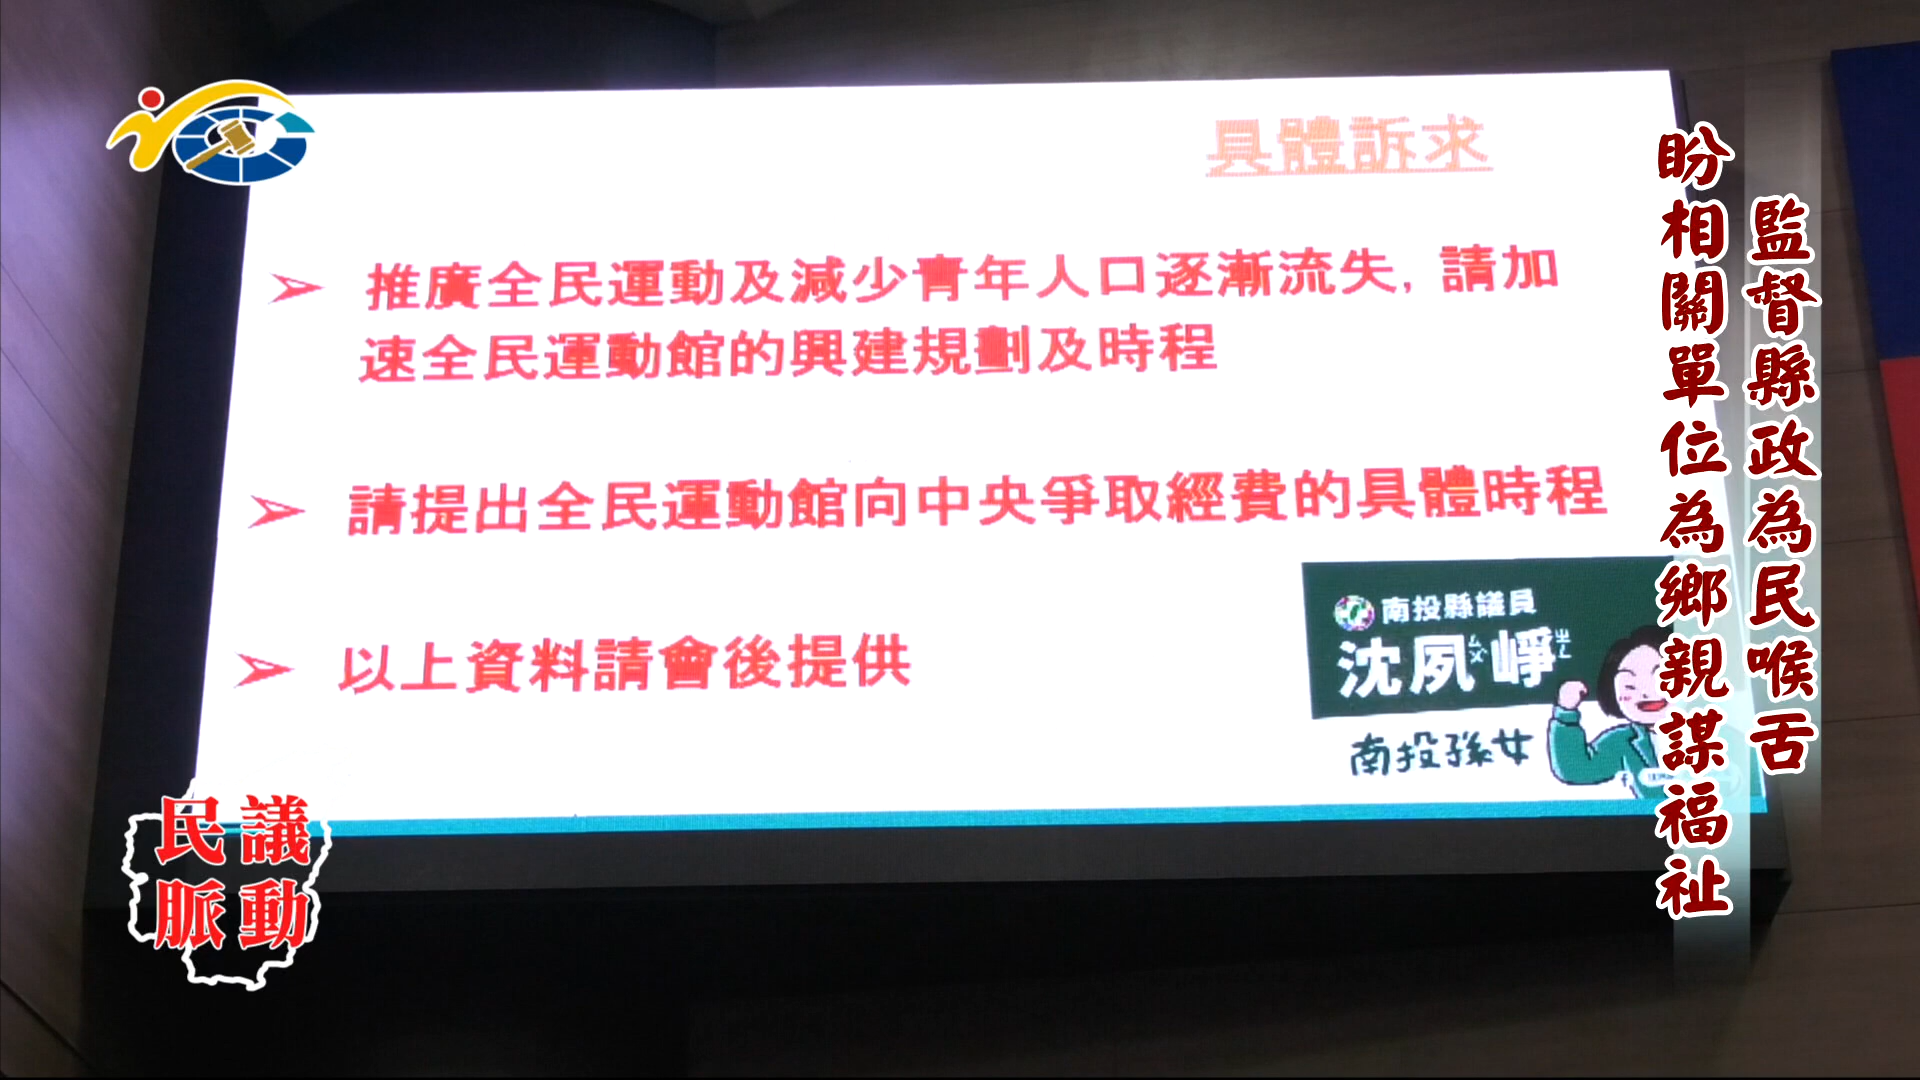 具體訴求
➢ 推廣全民運動及減少青年人口逐漸流失, 請加
速全民運動館的興建規劃及時程
➢ 請提出全民運動館向中央爭取經費的具體時程
➢ 以上資料請會後提供
南投縣議員
沈夙崢
ㄙㄨˋ
ㄓㄥ
南投孫女
監督縣政為民喉舌
盼相關單位為鄉親謀福祉
民議
脈動